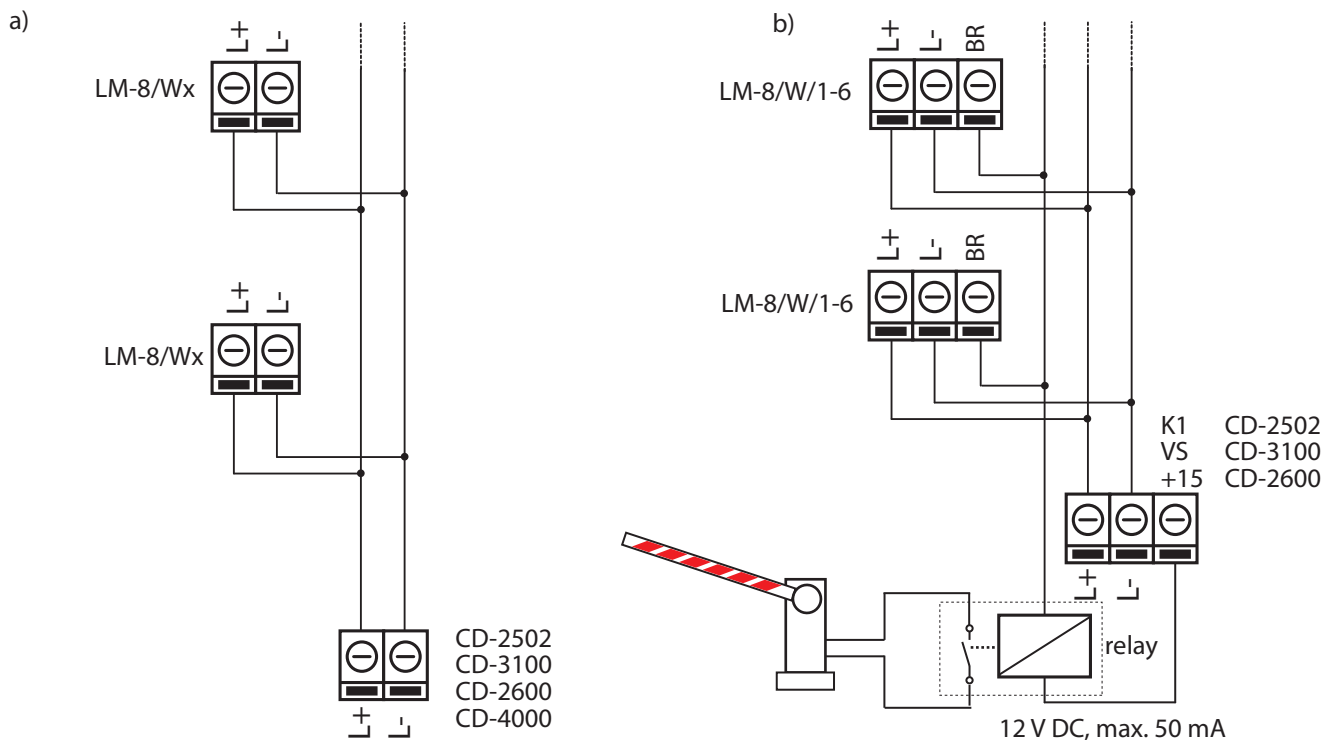 a)
L+ L-
LM-8/Wx
L+ L-
LM-8/Wx
CD-2502
CD-3100
CD-2600
CD-4000
L+ L-
b)
L+ L- BR
LM-8/W/1-6
L+ L- BR
LM-8/W/1-6
K1 CD-2502
VS CD-3100
+15 CD-2600
L+ L-
relay
12 V DC, max. 50 mA